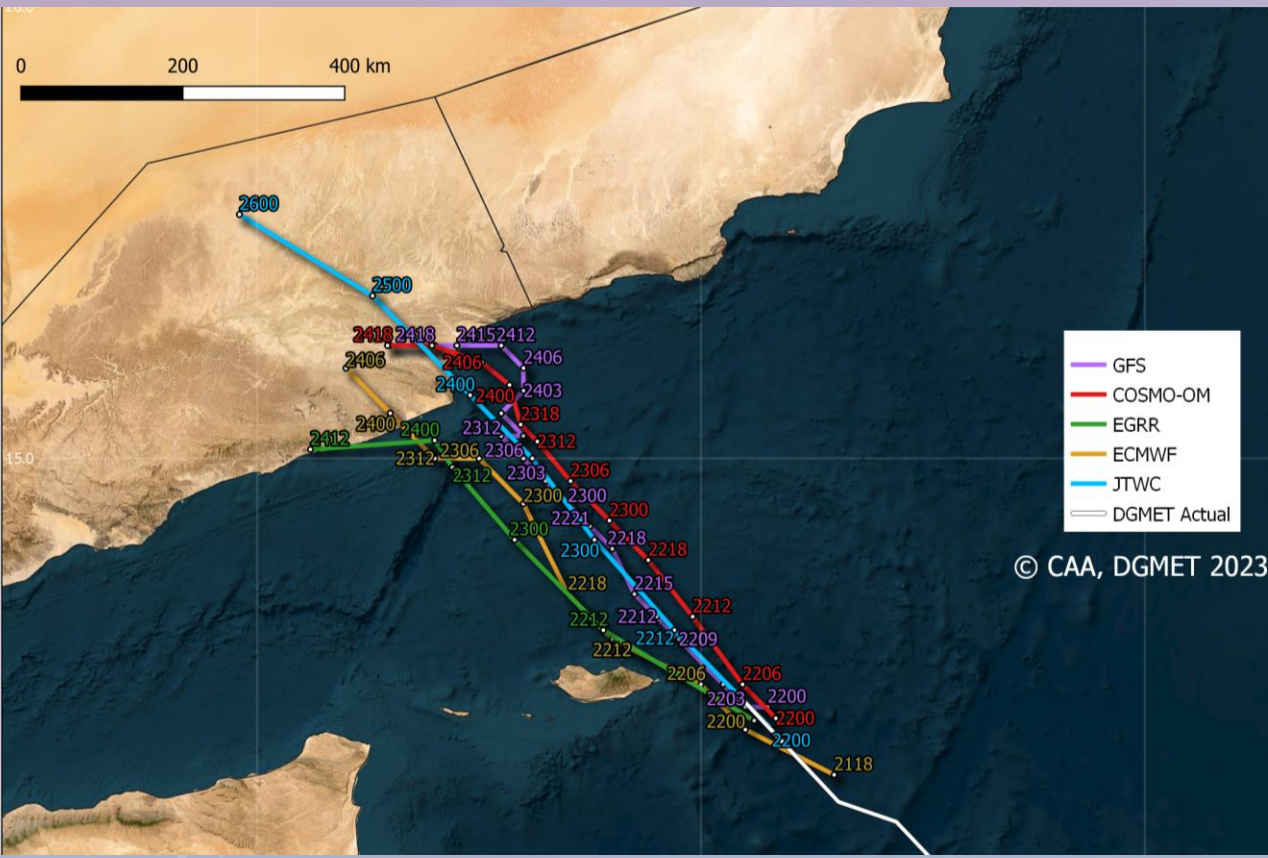 20.0
0 200 400 km
2600
2500
2418 2418 2415 2412
2406 2406 2406
2400 2400 2403
2400 2318
2412 2400 2312 2312
2312 2306 2306
2312 2303 2306
2300 2300 2300
2300 2221
2300 2218 2218
2218 2215
2212 2212 2212
2212 2212 2209
2206 2206
2203 2200
2200 2200
2200
2118
15.0
GFS
COSMO-OM
EGRR
ECMWF
JTWC
DGMET Actual
© CAA, DGMET 2023